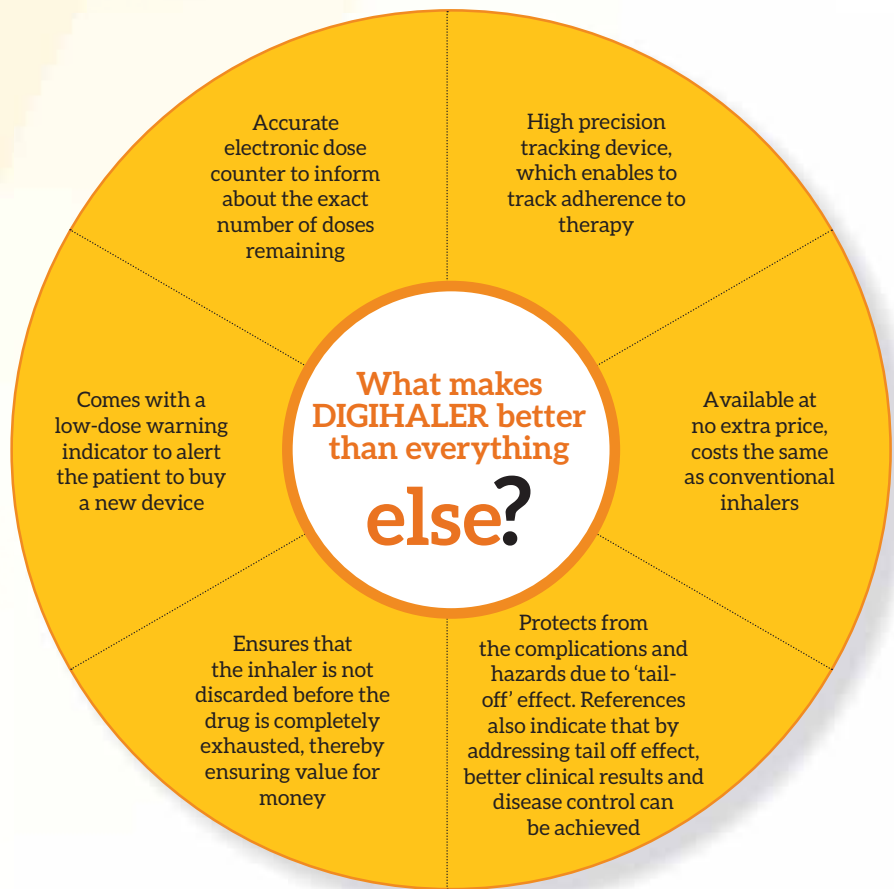 Accurate
electronic dose
counter to inform
about the exact
number of doses
remaining
High precision
tracking device,
which enables to
track adherence to
therapy
Comes with a
low-dose warning
indicator to alert
the patient to buy
a new device
What makes
DIGIHALER better
than everything
else?
Available at
no extra price,
costs the same
as conventional
inhalers
Ensures that
the inhaler is not
discarded before the
drug is completely
exhausted, thereby
ensuring value for
money
Protects from
the complications and
hazards due to ‘tail-
off’ effect. References
also indicate that by
addressing tail off effect,
better clinical results and
disease control can
be achieved